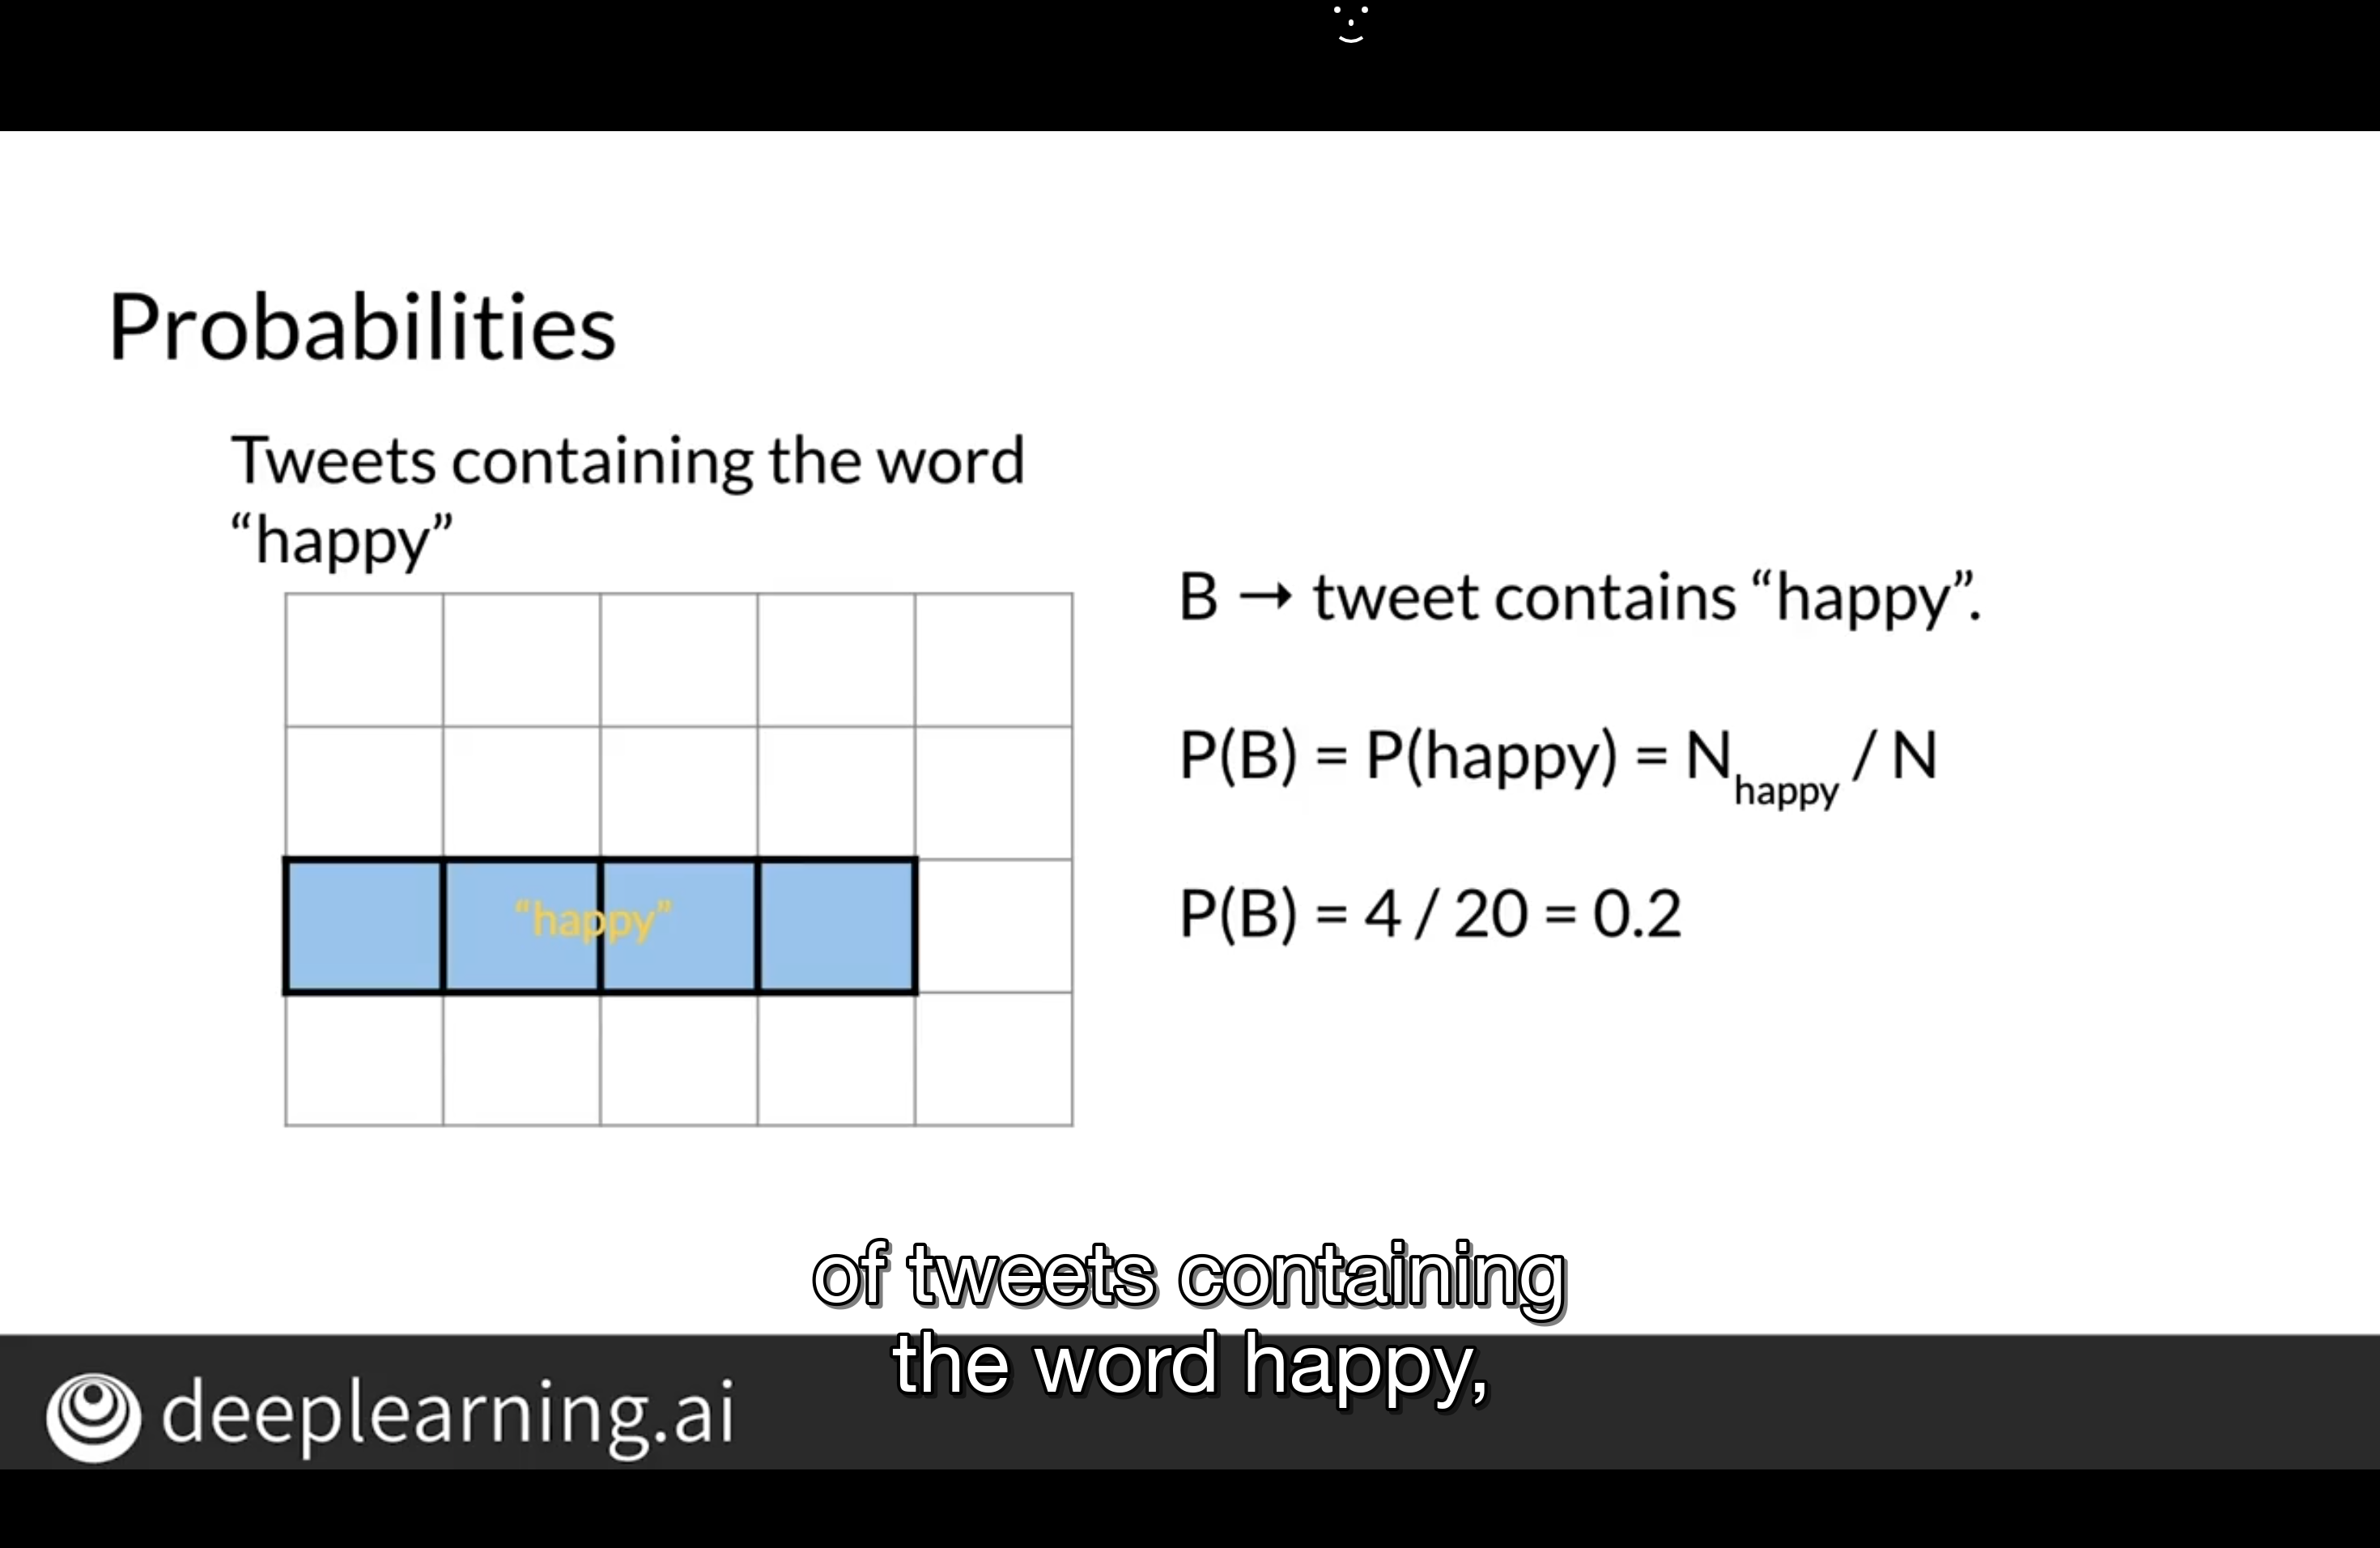 Probabilities
Tweets containing the word
“happy”
“happy”
B → tweet contains “happy”.
P(B) = P(happy) = N happy / N
P(B) = 4 / 20 = 0.2
of tweets containing
the word happy,
deeplearning.ai